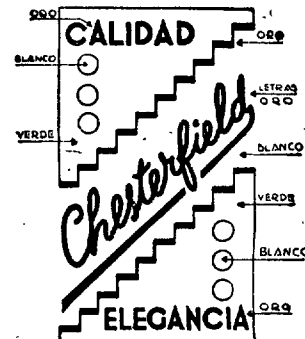 ORO
CALIDAD
ORO
BLANCO
LETRAS
ORO
VERDE
BLANCO
Chesterfield
VERDE
BLANCO
ELEGANCIA
ORO